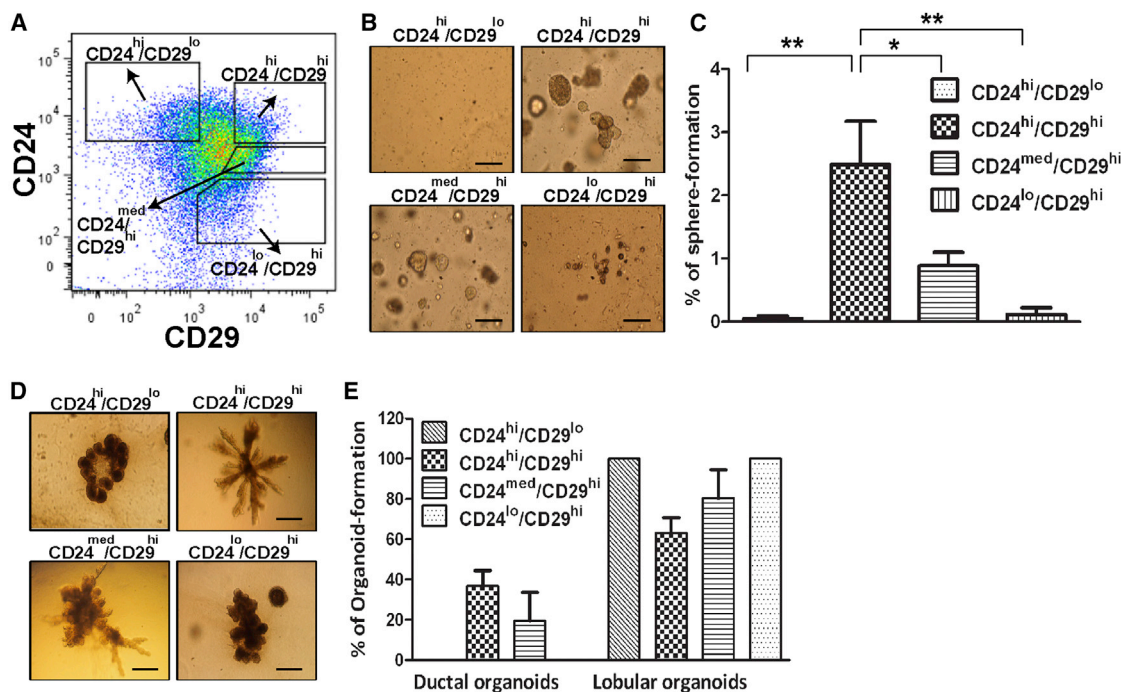 A
CD24hi/CD29lo
CD24hi/CD29hi
10^5
10^4
10^3
10^2
0
CD24
CD24med/
CD29hi
CD24lo/CD29hi
0 10^2 10^3 10^4 10^5
CD29
B
CD24hi/CD29lo CD24hi/CD29hi
CD24med/CD29hi CD24lo/CD29hi
C
**
** *
% of sphere-formation
4
3
2
1
0
CD24hi/CD29lo
CD24hi/CD29hi
CD24med/CD29hi
CD24lo/CD29hi
D
CD24hi/CD29lo CD24hi/CD29hi
CD24med/CD29hi CD24lo/CD29hi
E
% of Organoid-formation
120
100
80
60
40
20
0
CD24hi/CD29lo
CD24hi/CD29hi
CD24med/CD29hi
CD24lo/CD29hi
Ductal organoids Lobular organoids